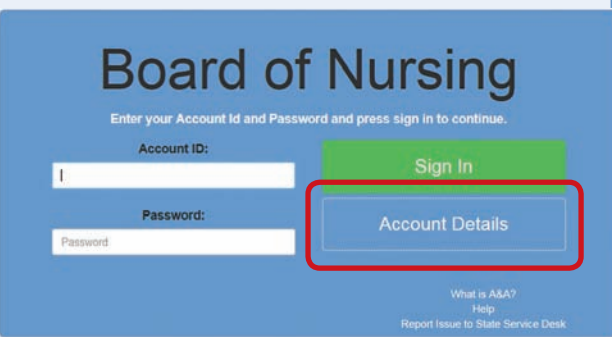 Board of Nursing
Enter your Account Id and Password and press sign in to continue.
Account ID:
Sign In
Password:
Password
Account Details
What is A&A?
Help
Report Issue to State Service Desk